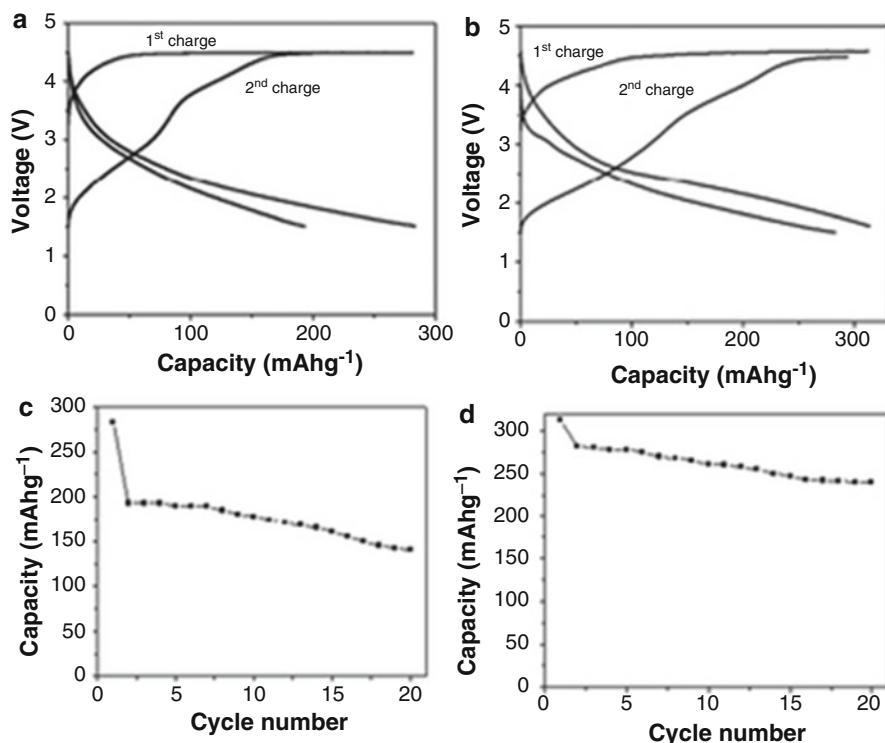 a
1st charge
2nd charge
Voltage (V)
5
4
3
2
1
0
0 100 200 300
Capacity (mAhg-1)
b
1st charge
2nd charge
Voltage (V)
5
4
3
2
1
0
0 100 200 300
Capacity (mAhg-1)
c
Capacity (mAhg–1)
300
250
200
150
100
50
0
0 5 10 15 20
Cycle number
d
Capacity (mAhg–1)
300
250
200
150
100
50
0
0 5 10 15 20
Cycle number